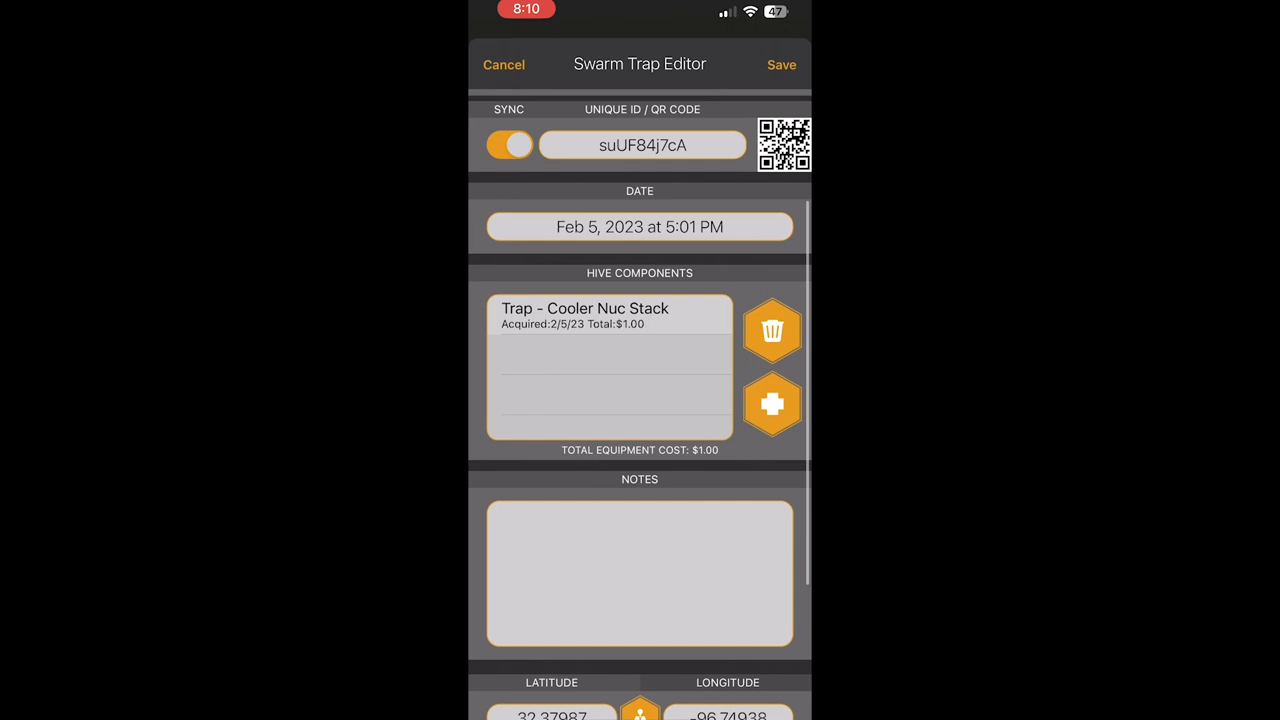 8:10
47
Cancel
Swarm Trap Editor
Save
SYNC
UNIQUE ID / QR CODE
suUF84j7cA
DATE
Feb 5, 2023 at 5:01 PM
HIVE COMPONENTS
Trap - Cooler Nuc Stack
Acquired:2/5/23 Total:$1.00
TOTAL EQUIPMENT COST: $1.00
NOTES
LATITUDE
LONGITUDE
32.37987
-96.74938